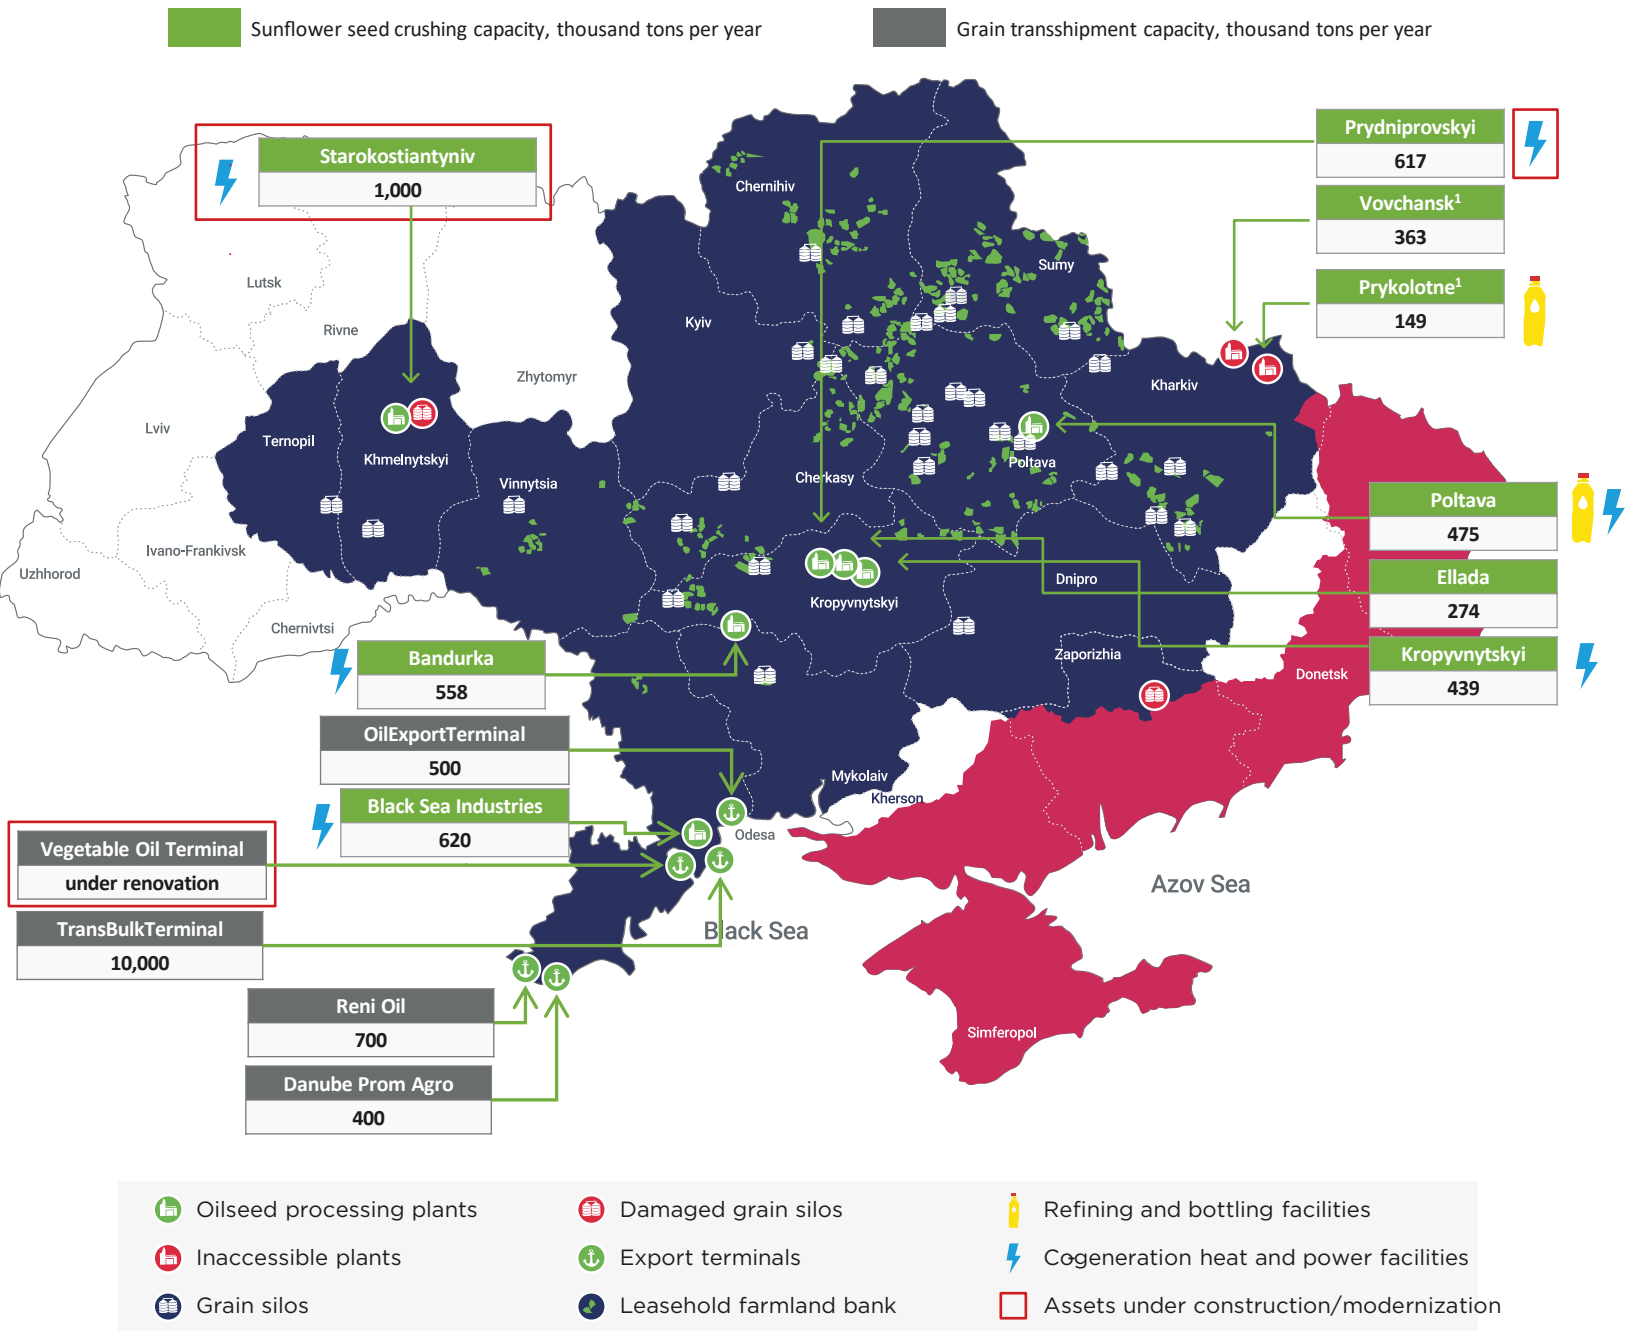 Sunflower seed crushing capacity, thousand tons per year
Grain transshipment capacity, thousand tons per year
Starokostiantyniv
1,000
Prydniprovskyi
617
Vovchansk¹
363
Prykolotne¹
149
Chernihiv
Sumy
Lutsk
Rivne
Kyiv
Zhytomyr
Kharkiv
Lviv
Ternopil
Khmelnytskyi
Vinnytsia
Cherkasy
Poltava
Poltava
475
Ivano-Frankivsk
Uzhhorod
Chernivtsi
Dnipro
Kropyvnytskyi
Ellada
274
Zaporizhia
Donetsk
Kropyvnytskyi
439
Bandurka
558
OilExportTerminal
500
Mykolaiv
Kherson
Black Sea Industries
620
Odesa
Vegetable Oil Terminal
under renovation
Azov Sea
Black Sea
TransBulkTerminal
10,000
Reni Oil
700
Simferopol
Danube Prom Agro
400
Oilseed processing plants
Damaged grain silos
Refining and bottling facilities
Inaccessible plants
Export terminals
Cogeneration heat and power facilities
Grain silos
Leasehold farmland bank
Assets under construction/modernization